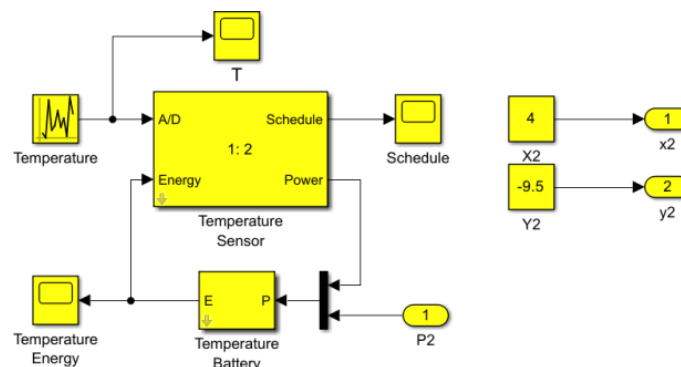 T
A/D
Schedule
1: 2
Energy
Power
Temperature
Schedule
Temperature
Sensor
4
1
X2
x2
-9.5
2
Y2
y2
E
P
1
Temperature
Energy
Temperature
Battery
P2